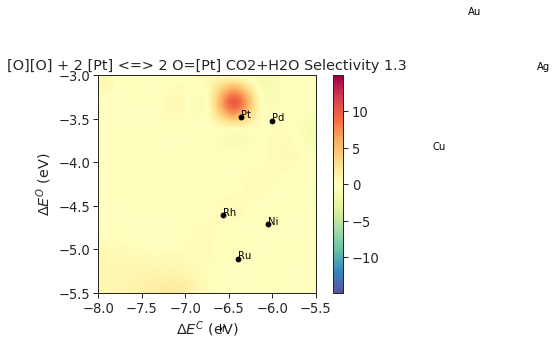 Au
Ag
[O][O] + 2 [Pt] <=> 2 O=[Pt] CO2+H2O Selectivity 1.3
−3.0
−3.5
−4.0
−4.5
−5.0
−5.5
ΔE^O (eV)
Pt
Pd
Rh
Ni
Ru
Cu
10
5
0
−5
−10
−8.0 −7.5 −7.0 −6.5 −6.0 −5.5
ΔE^C (eV)
Ir